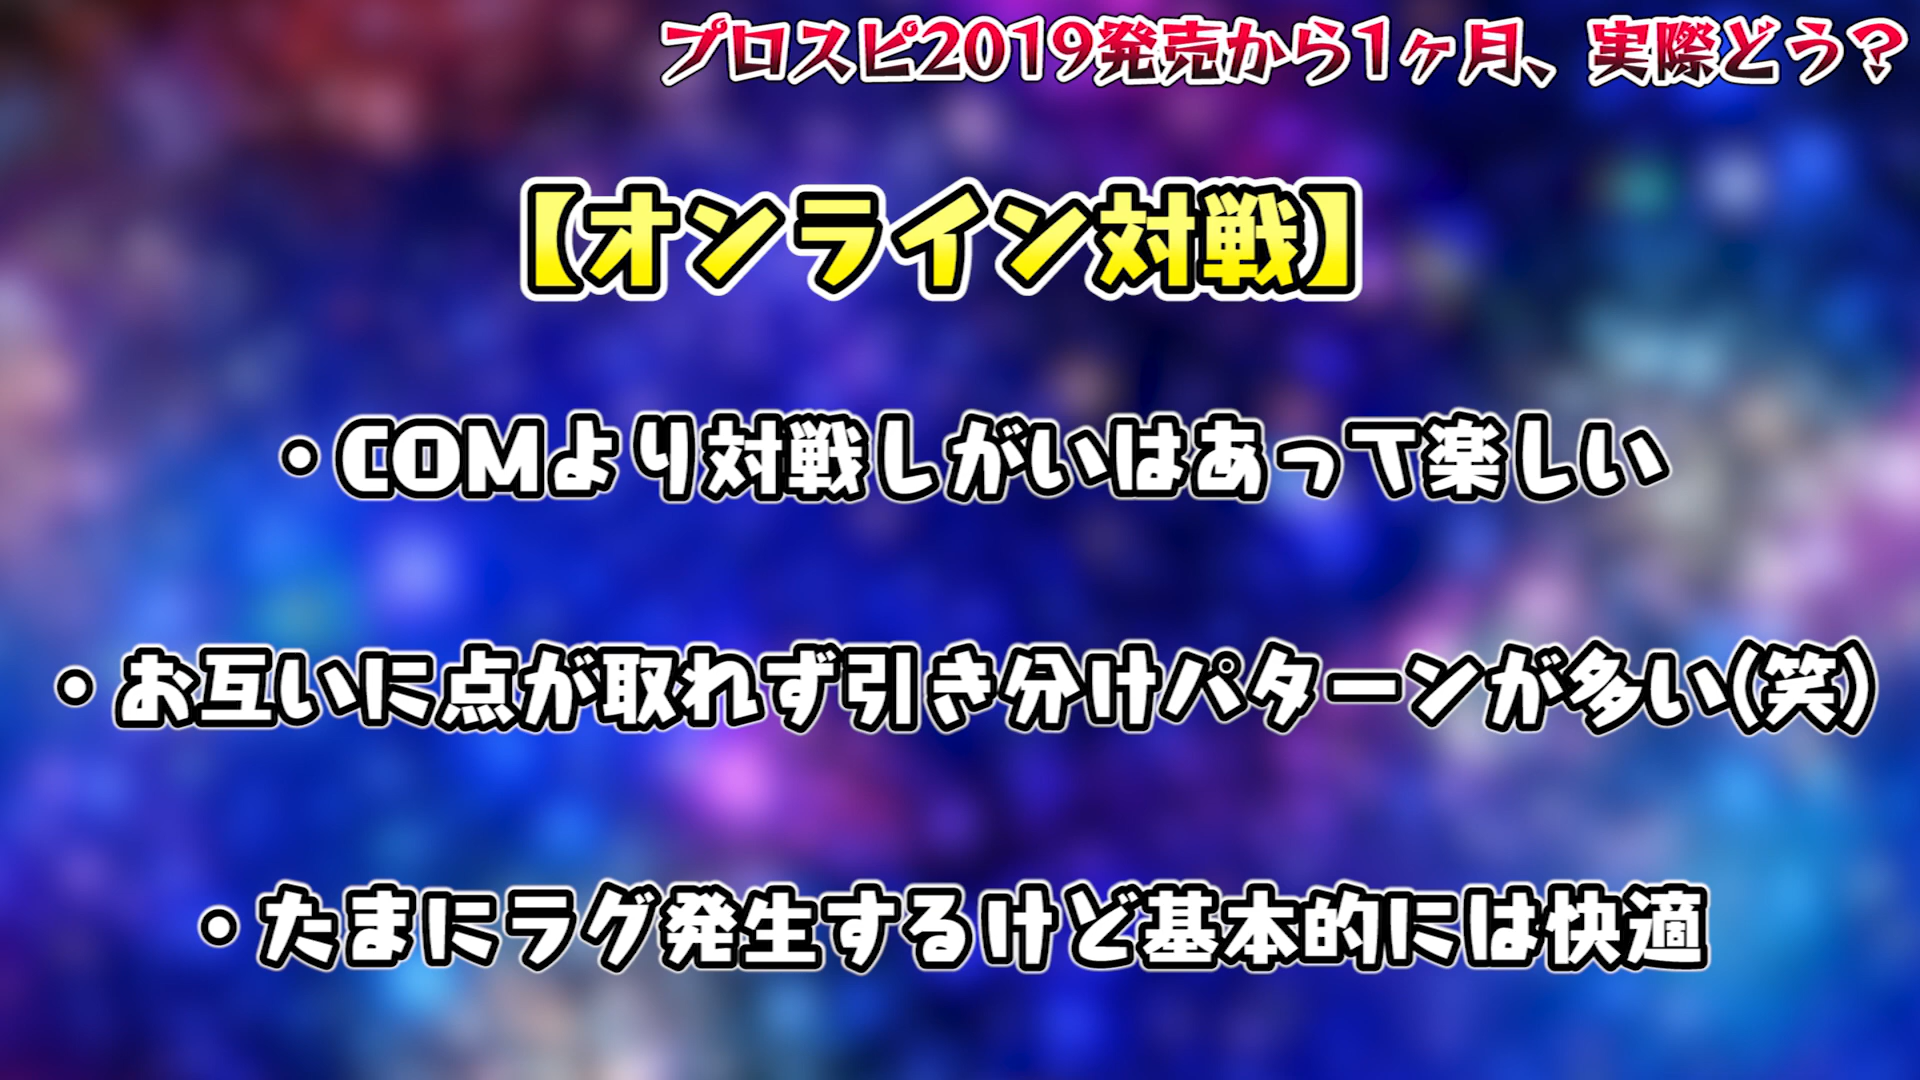 プロスピ2019発売から1ヶ月、実際どう？
【オンライン対戦】
・COMより対戦しがいはあって楽しい
・お互いに点が取れず引き分けパターンが多い(笑)
・たまにラグ発生するけど基本的には快適